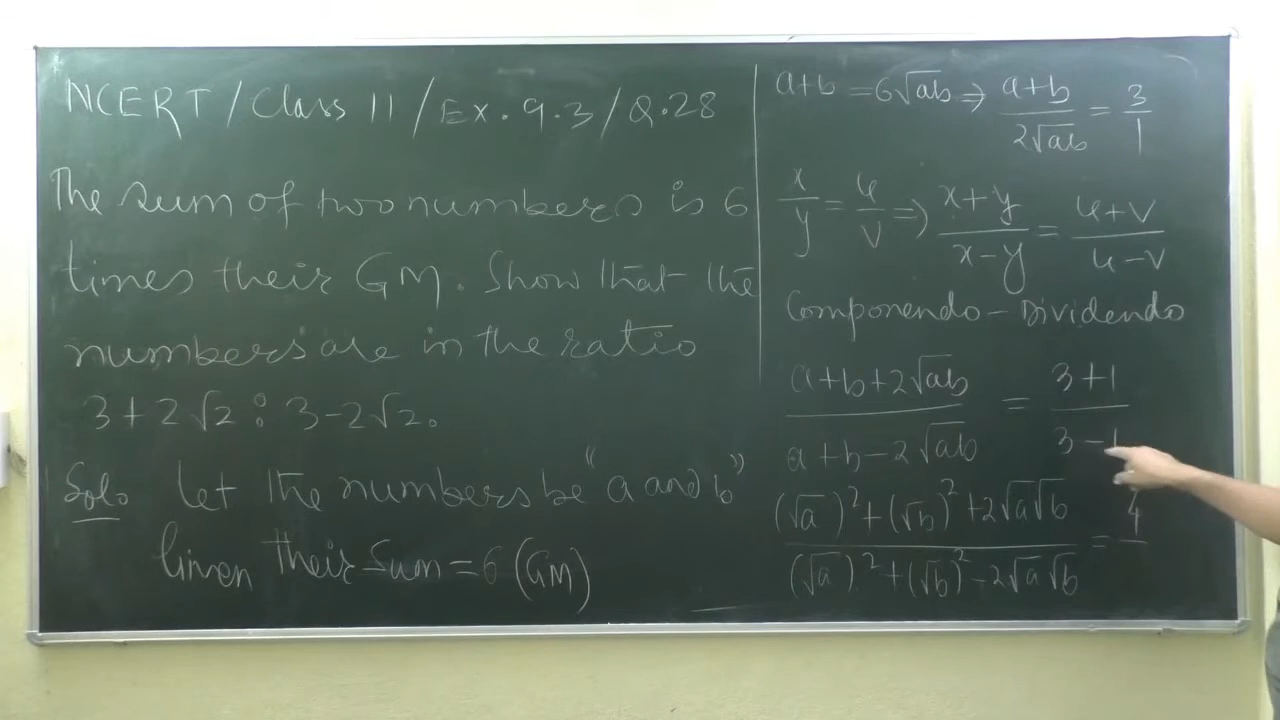 NCERT/Class 11/Ex.9.3/Q.28
The sum of two numbers is 6
times their GM. Show that the
numbers are in the ratio
3+2√2 : 3-2√2.
Soln Let the numbers be "a and b"
Given their Sum = 6 (GM)
a+b = 6√ab ⇒ (a+b)/(2√ab) = 3/1
x/y = u/v ⇒ (x+y)/(x-y) = (u+v)/(u-v)
Componendo - Dividendo
(a+b+2√ab)/(a+b-2√ab) = (3+1)/(3-1)
((√a)²+(√b)²+2√a√b)/((√a)²+(√b)²-2√a√b) = 4/